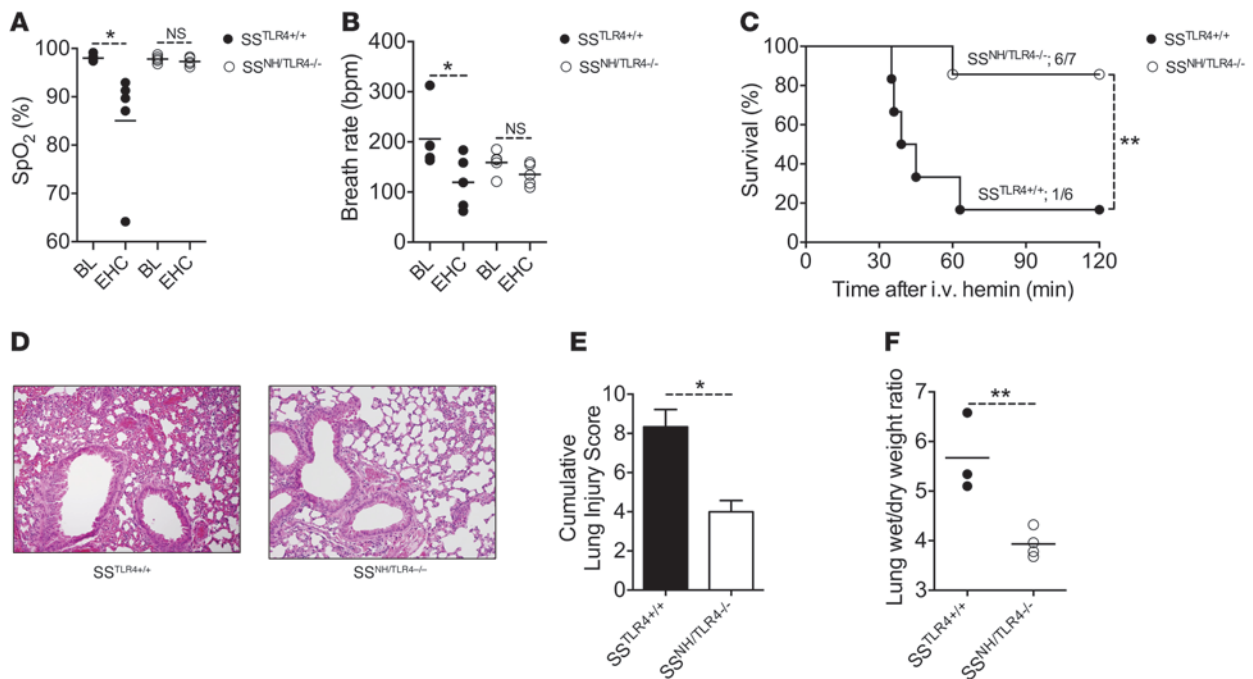 A
* NS
● SS^TLR4+/+
○ SS^NH/TLR4-/-
SpO₂ (%)
100
90
80
70
60
BL EHC BL EHC
B
* NS
● SS^TLR4+/+
○ SS^NH/TLR4-/-
Breath rate (bpm)
400
300
200
100
0
BL EHC BL EHC
C
● SS^TLR4+/+
○ SS^NH/TLR4-/-
Survival (%)
100
80
60
40
20
0
SS^NH/TLR4-/-; 6/7
SS^TLR4+/+; 1/6
**
0 30 60 90 120
Time after i.v. hemin (min)
D
SS^TLR4+/+
SS^NH/TLR4–/–
E
*
Cumulative
Lung Injury Score
10
8
6
4
2
0
SS^TLR4+/+
SS^NH/TLR4-/-
F
**
Lung wet/dry weight ratio
7
6
5
4
3
SS^TLR4+/+
SS^NH/TLR4-/-